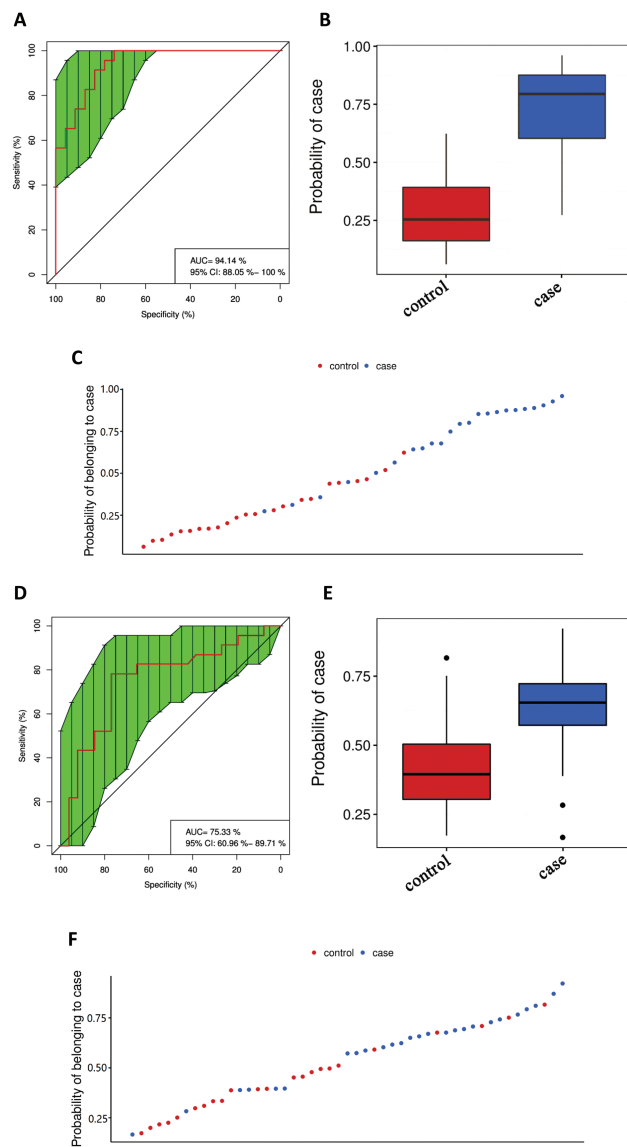 A
100
80
60
40
20
0
Sensitivity (%)
AUC= 94.14 %
95% CI: 88.05 %– 100 %
100
80
60
40
20
0
Specificity (%)
B
1.00
0.75
0.50
0.25
Probability of case
control
case
C
control
case
1.00
0.75
0.05
0.25
Probability of belonging to case
D
100
80
60
40
20
0
Sensitivity (%)
AUC= 75.33 %
95% CI: 60.96 %– 89.71 %
100
80
60
40
20
0
Specificity (%)
E
0.75
0.50
0.25
Probability of case
control
case
F
control
case
0.75
0.50
0.25
Probability of belonging to case